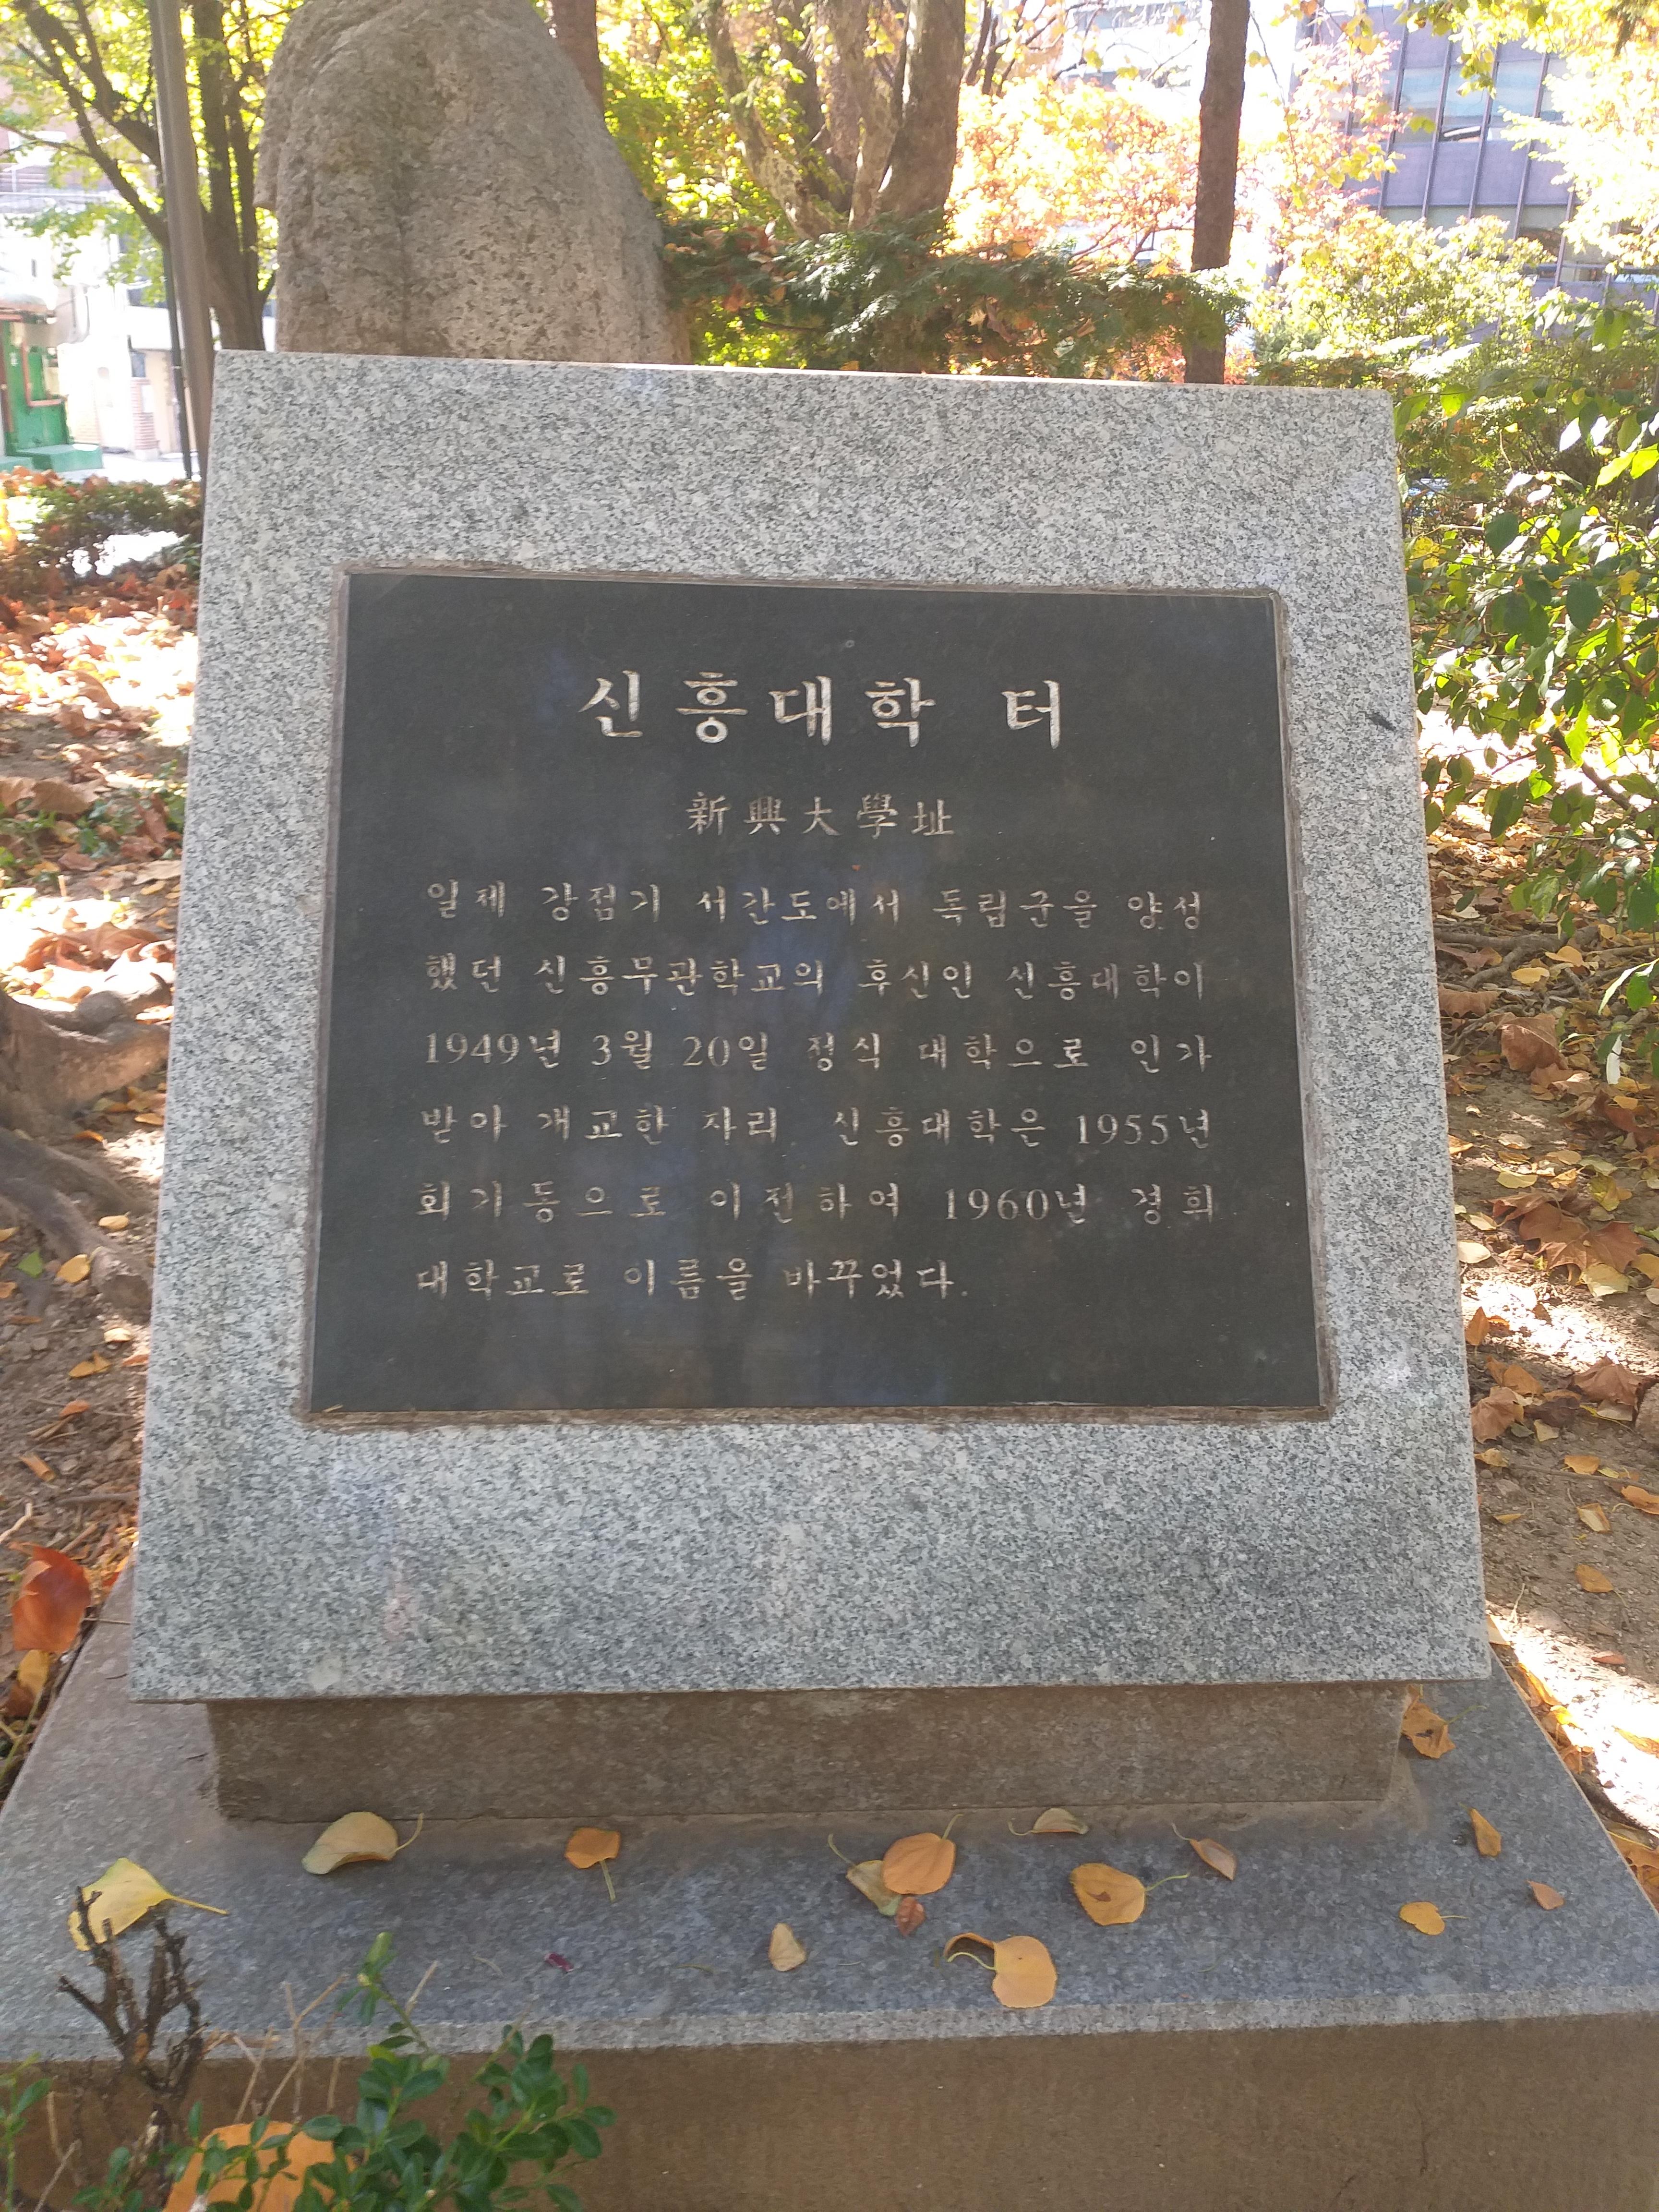 신흥대학 터
新興大學址
일제 강점기 서간도에서 독립군을 양성
했던 신흥무관학교의 후신인 신흥대학이
1949년 3월 20일 정식 대학으로 인가
받아 개교한 자리. 신흥대학은 1955년
회기동으로 이전하여 1960년 경희
대학교로 이름을 바꾸었다.